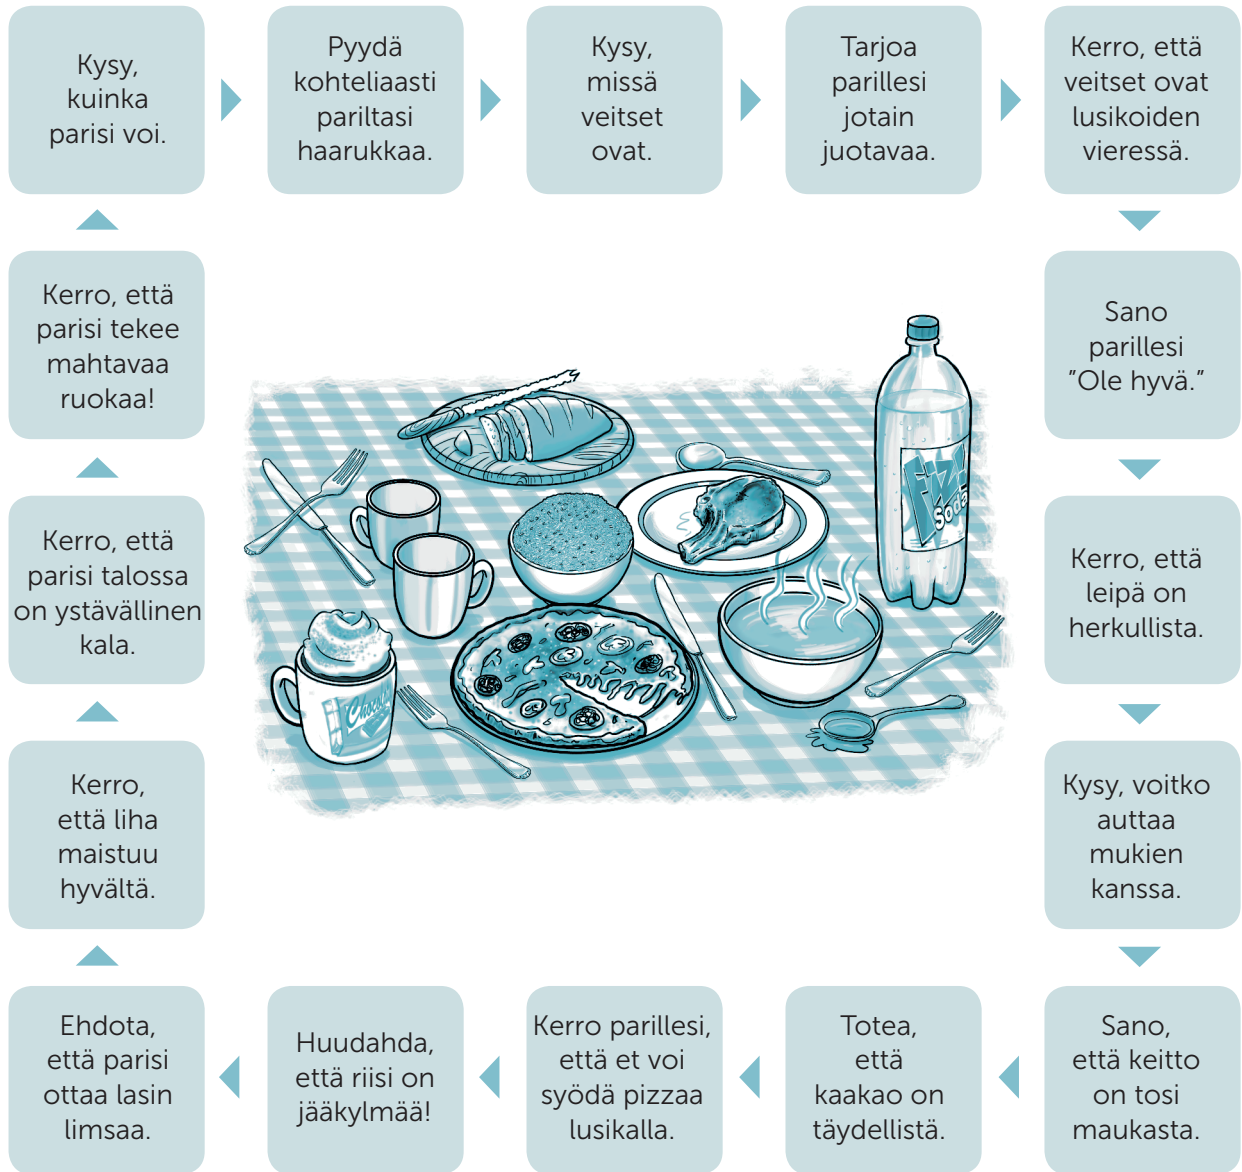 Kysy,
kuinka
parisi voi.
Pyydä
kohteliaasti
pariltasi
haarukkaa.
Kysy,
missä
veitset
ovat.
Tarjoa
parillesi
jotain
juotavaa.
Kerro, että
veitset ovat
lusikoiden
vieressä.
Sano
parillesi
”Ole hyvä.”
Kerro, että
leipä on
herkullista.
Kysy, voitko
auttaa
mukien
kanssa.
Sano,
että keitto
on tosi
maukasta.
Totea,
että
kaakao on
täydellistä.
Kerro parillesi,
että et voi
syödä pizzaa
lusikalla.
Huudahda,
että riisi on
jääkylmää!
Ehdota,
että parisi
ottaa lasin
limsaa.
Kerro,
että liha
maistuu
hyvältä.
Kerro, että
parisi talossa
on ystävällinen
kala.
Kerro, että
parisi tekee
mahtavaa
ruokaa!
Soda